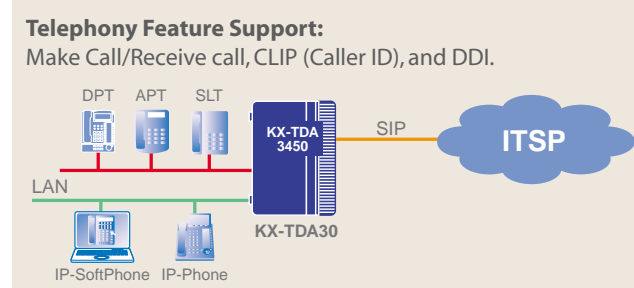 Telephony Feature Support:
Make Call/Receive call, CLIP (Caller ID), and DDI.
DPT APT SLT
KX-TDA
3450
SIP
ITSP
LAN
KX-TDA30
IP-SoftPhone IP-Phone